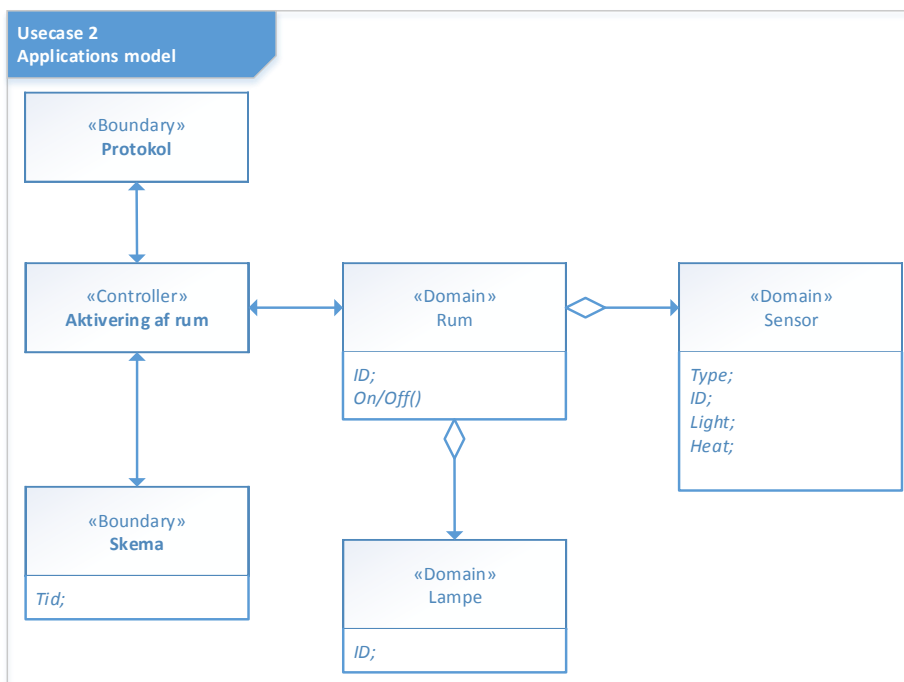 Usecase 2
Applications model
«Boundary»
Protokol
«Controller»
Aktivering af rum
«Domain»
Rum
ID;
On/Off()
«Domain»
Sensor
Type;
ID;
Light;
Heat;
«Boundary»
Skema
Tid;
«Domain»
Lampe
ID;